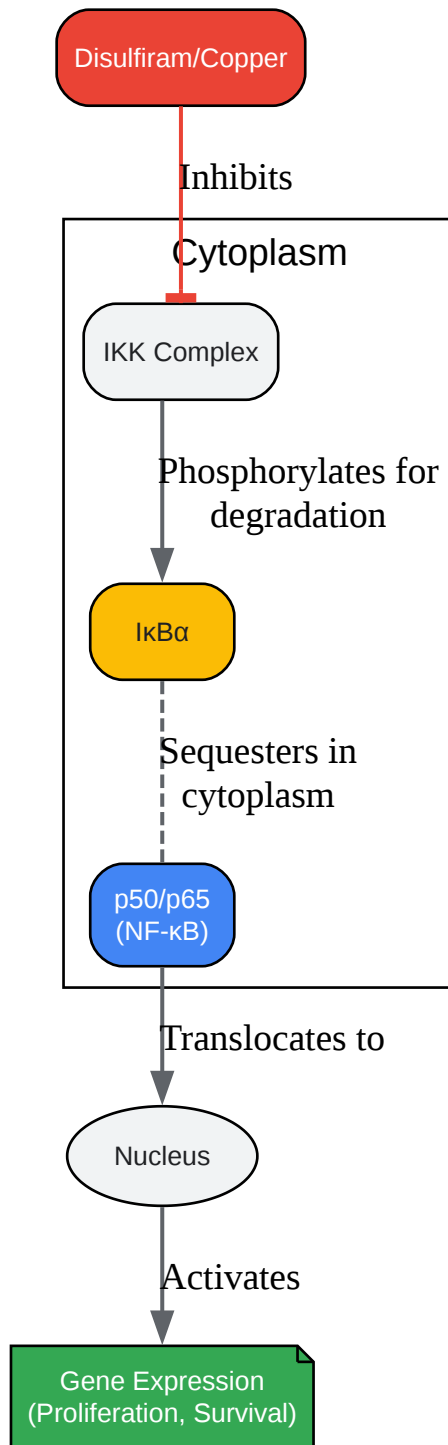 Disulfiram/Copper
Inhibits
Cytoplasm
IKK Complex
Phosphorylates for
degradation
IκBα
Sequesters in
cytoplasm
p50/p65
(NF-κB)
Translocates to
Nucleus
Activates
Gene Expression
(Proliferation, Survival)